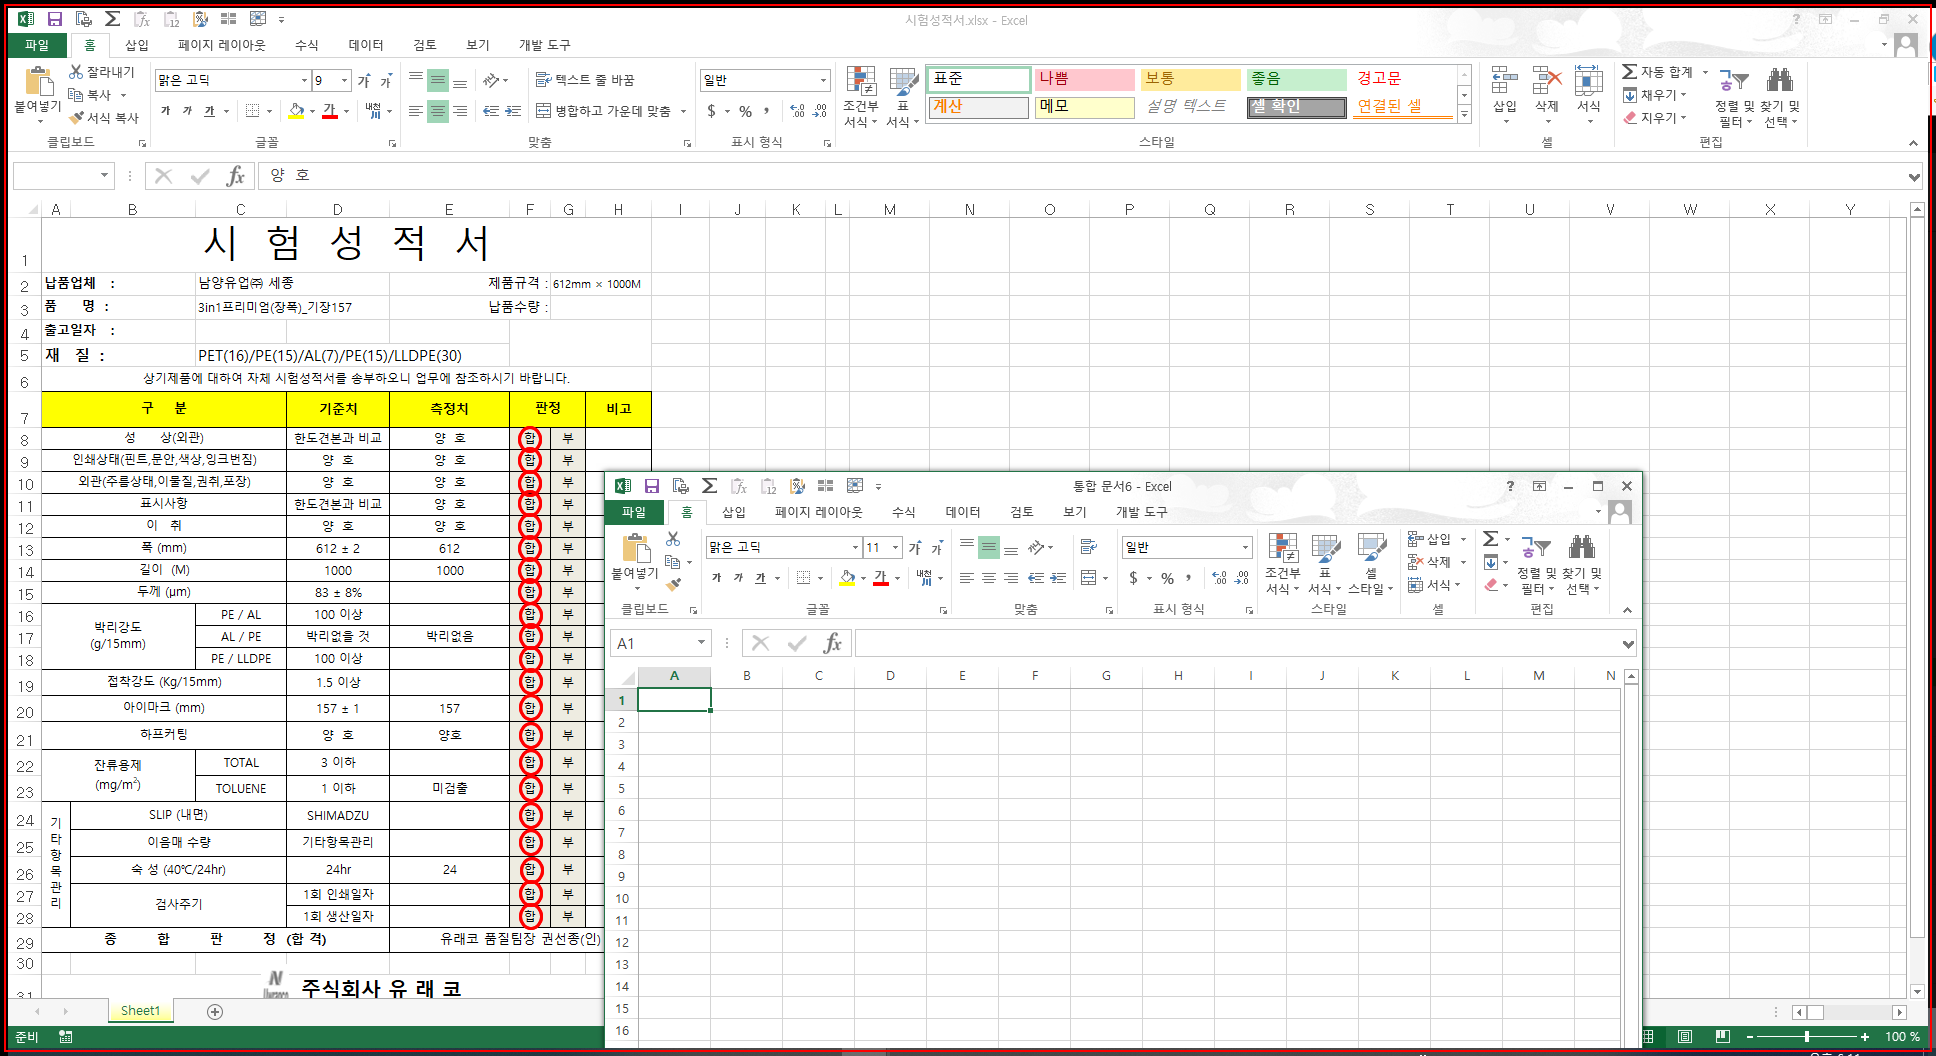 시험성적서.xlsx - Excel
파일 홈 삽입 페이지 레이아웃 수식 데이터 검토 보기 개발 도구
붙여넣기
잘라내기
복사
서식 복사
클립보드
맑은 고딕 9
가 가 가 가 가 내천
글꼴
텍스트 줄 바꿈
병합하고 가운데 맞춤
맞춤
일반
$ % ,
표시 형식
조건부 서식
표 서식
표준 나쁨 보통 좋음 경고문
계산 메모 설명 텍스트 셀 확인 연결된 셀
스타일
삽입 삭제 서식
셀
자동 합계
채우기
지우기
정렬 및 필터
찾기 및 선택
편집
fx 양 호
A B C D E F G H I J K L M N O P Q R S T U V W X Y
1 시 험 성 적 서
2 납품업체 : 남양유업㈜ 세종 제품규격 : 612mm × 1000M
3 품 명 : 3in1프리미엄(장폭)_기장157 납품수량 :
4 출고일자 :
5 재 질 : PET(16)/PE(15)/AL(7)/PE(15)/LLDPE(30)
6 상기제품에 대하여 자체 시험성적서를 송부하오니 업무에 참조하시기 바랍니다.
7 구 분 기준치 측정치 판정 비고
8 성 상(외관) 한도견본과 비교 양 호 합 부
9 인쇄상태(핀트,문안,색상,잉크번짐) 양 호 양 호 합 부
10 외관(주름상태,이물질,권취,포장) 양 호 양 호 합 부
11 표시사항 한도견본과 비교 양 호 합 부
12 이 취 양 호 양 호 합 부
13 폭 (mm) 612 ± 2 612 합 부
14 길이 (M) 1000 1000 합 부
15 두께 (μm) 83 ± 8% 합 부
박리강도 (g/15mm)
16 PE / AL 100 이상 합 부
17 AL / PE 박리없을 것 박리없음 합 부
18 PE / LLDPE 100 이상 합 부
19 접착강도 (Kg/15mm) 1.5 이상 합 부
20 아이마크 (mm) 157 ± 1 157 합 부
21 하프커팅 양 호 양호 합 부
잔류용제 (mg/m²)
22 TOTAL 3 이하 합 부
23 TOLUENE 1 이하 미검출 합 부
기타항목관리
24 SLIP (내면) SHIMADZU 합 부
25 이음매 수량 기타항목관리 합 부
26 숙 성 (40℃/24hr) 24hr 24 합 부
검사주기
27 1회 인쇄일자 합 부
28 1회 생산일자 합 부
29 종 합 판 정 (합 격) 유래코 품질팀장 권선종(인)
30
31 주식회사 유 래 코
Sheet1
준비
100 %
통합 문서6 - Excel
파일 홈 삽입 페이지 레이아웃 수식 데이터 검토 보기 개발 도구
붙여넣기
클립보드
맑은 고딕 11
가 가 가 가 가 내천
글꼴
맞춤
일반
$ % ,
표시 형식
조건부 서식
표 서식
셀 스타일
스타일
삽입
삭제
서식
셀
정렬 및 필터
찾기 및 선택
편집
A1 fx
A B C D E F G H I J K L M N
1
2
3
4
5
6
7
8
9
10
11
12
13
14
15
16